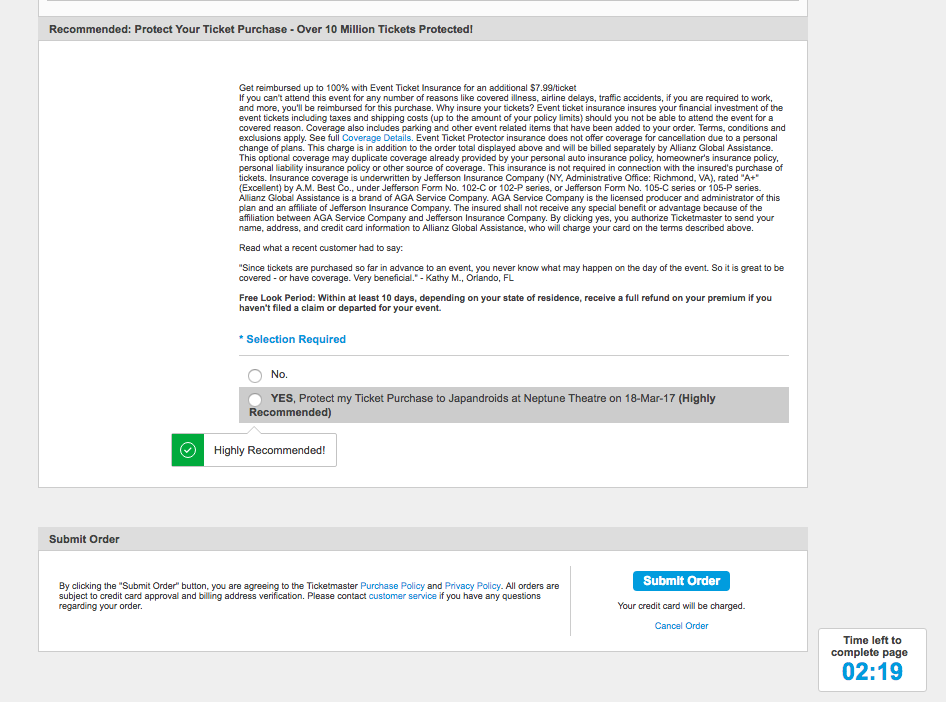 Recommended: Protect Your Ticket Purchase - Over 10 Million Tickets Protected!
Get reimbursed up to 100% with Event Ticket Insurance for an additional $7.99/ticket
If you can't attend this event for any number of reasons like covered illness, airline delays, traffic accidents, if you are required to work,
and more, you'll be reimbursed for this purchase. Why insure your tickets? Event ticket insurance insures your financial investment of the
event tickets including taxes and shipping costs (up to the amount of your policy limits) should you not be able to attend the event for a
covered reason. Coverage also includes parking and other event related items that have been added to your order. Terms, conditions and
exclusions apply. See full Coverage Details. Event Ticket Protector insurance does not offer coverage for cancellation due to a personal
change of plans. This charge is in addition to the order total displayed above and will be billed separately by Allianz Global Assistance.
This optional coverage may duplicate coverage already provided by your personal auto insurance policy, homeowner's insurance policy,
personal liability insurance policy or other source of coverage. This insurance is not required in connection with the insured's purchase of
tickets. Insurance coverage is underwritten by Jefferson Insurance Company (NY, Administrative Office: Richmond, VA), rated "A+"
(Excellent) by A.M. Best Co., under Jefferson Form No. 102-C or 102-P series, or Jefferson Form No. 105-C series or 105-P series.
Allianz Global Assistance is a brand of AGA Service Company. AGA Service Company is the licensed producer and administrator of this
plan and an affiliate of Jefferson Insurance Company. The insured shall not receive any special benefit or advantage because of the
affiliation between AGA Service Company and Jefferson Insurance Company. By clicking yes, you authorize Ticketmaster to send your
name, address, and credit card information to Allianz Global Assistance, who will charge your card on the terms described above.
Read what a recent customer had to say:
"Since tickets are purchased so far in advance to an event, you never know what may happen on the day of the event. So it is great to be
covered - or have coverage. Very beneficial." - Kathy M., Orlando, FL
Free Look Period: Within at least 10 days, depending on your state of residence, receive a full refund on your premium if you
haven't filed a claim or departed for your event.
* Selection Required
No.
YES, Protect my Ticket Purchase to Japandroids at Neptune Theatre on 18-Mar-17 (Highly
Recommended)
Highly Recommended!
Submit Order
By clicking the "Submit Order" button, you are agreeing to the Ticketmaster Purchase Policy and Privacy Policy. All orders are
subject to credit card approval and billing address verification. Please contact customer service if you have any questions
regarding your order.
Submit Order
Your credit card will be charged.
Cancel Order
Time left to
complete page
02:19